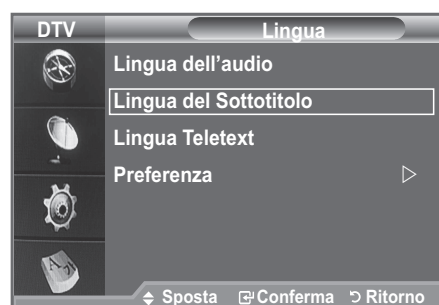 DTV
Lingua
Lingua dell'audio
Lingua del Sottotitolo
Lingua Teletext
Preferenza
Sposta Conferma Ritorno